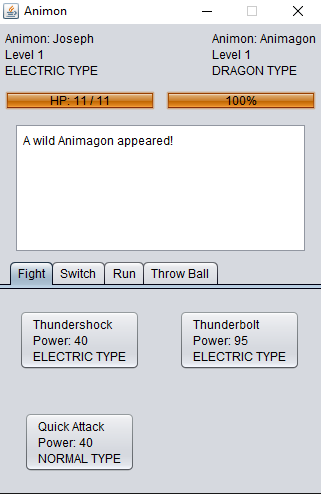 Animon
Animon: Joseph
Level 1
ELECTRIC TYPE
Animon: Animagon
Level 1
DRAGON TYPE
HP: 11 / 11
100%
A wild Animagon appeared!
Fight
Switch
Run
Throw Ball
Thundershock
Power: 40
ELECTRIC TYPE
Thunderbolt
Power: 95
ELECTRIC TYPE
Quick Attack
Power: 40
NORMAL TYPE